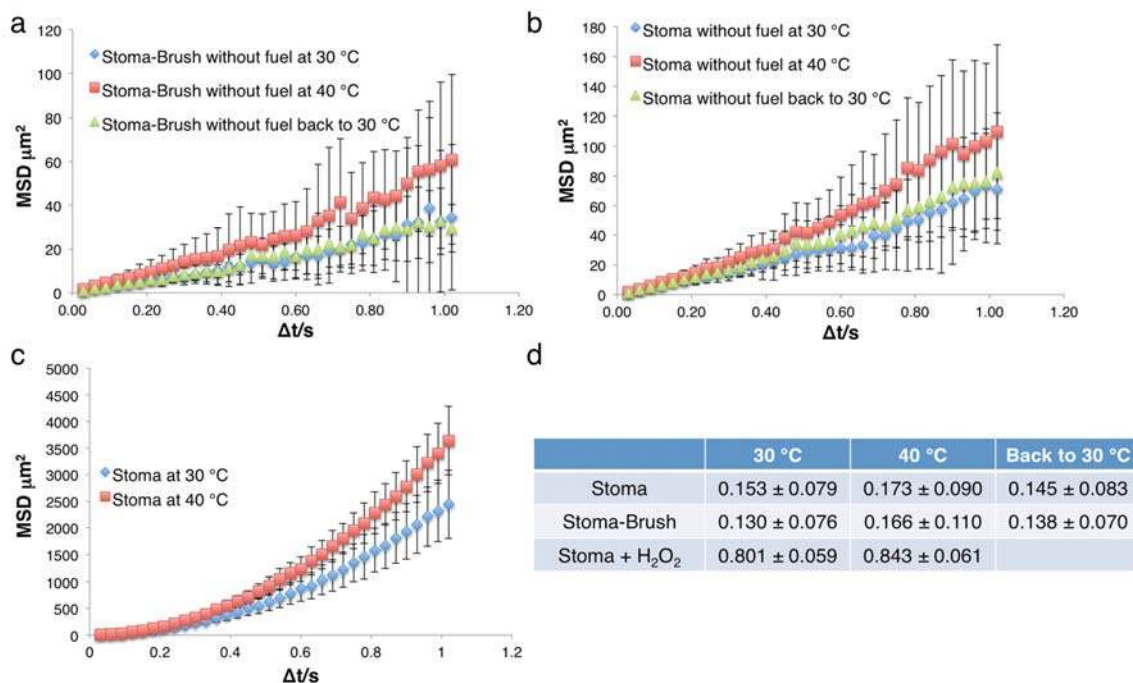 a
120
100
80
60
40
20
0
MSD μm²
Stoma-Brush without fuel at 30 °C
Stoma-Brush without fuel at 40 °C
Stoma-Brush without fuel back to 30 °C
0.00 0.20 0.40 0.60 0.80 1.00 1.20
Δt/s
b
180
160
140
120
100
80
60
40
20
0
MSD μm²
Stoma without fuel at 30 °C
Stoma without fuel at 40 °C
Stoma without fuel back to 30 °C
0.00 0.20 0.40 0.60 0.80 1.00 1.20
Δt/s
c
5000
4500
4000
3500
3000
2500
2000
1500
1000
500
0
MSD μm²
Stoma at 30 °C
Stoma at 40 °C
0 0.2 0.4 0.6 0.8 1 1.2
Δt/s
d
30 °C 40 °C Back to 30 °C
Stoma 0.153 ± 0.079 0.173 ± 0.090 0.145 ± 0.083
Stoma-Brush 0.130 ± 0.076 0.166 ± 0.110 0.138 ± 0.070
Stoma + H₂O₂ 0.801 ± 0.059 0.843 ± 0.061